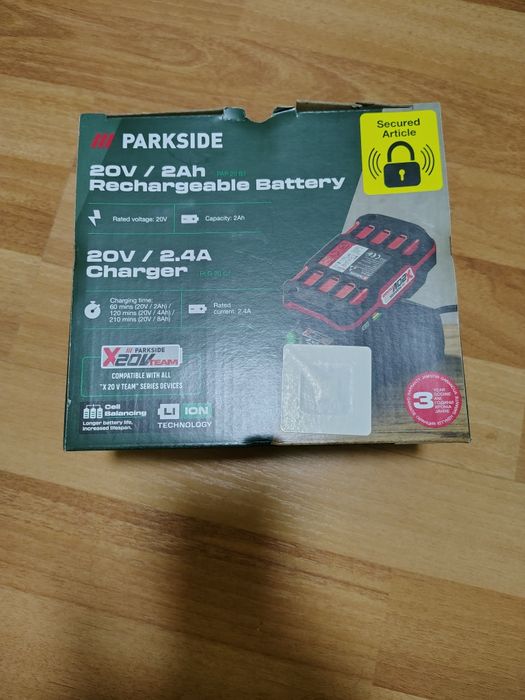 PARKSIDE
Secured
Article
20V / 2Ah
Rechargeable Battery
Rated voltage: 20V
Capacity: 2Ah
20V / 2.4A
Charger
Charging time:
60 mins (20V / 2Ah) /
120 mins (20V / 4Ah) /
210 mins (20V / 8Ah)
Rated
current: 2.4A
PARKSIDE
X20V TEAM
COMPATIBLE WITH ALL
"X 20 V TEAM" SERIES DEVICES
Cell
Balancing
Longer battery life,
increased lifespan.
LI ION
TECHNOLOGY
3
YEAR